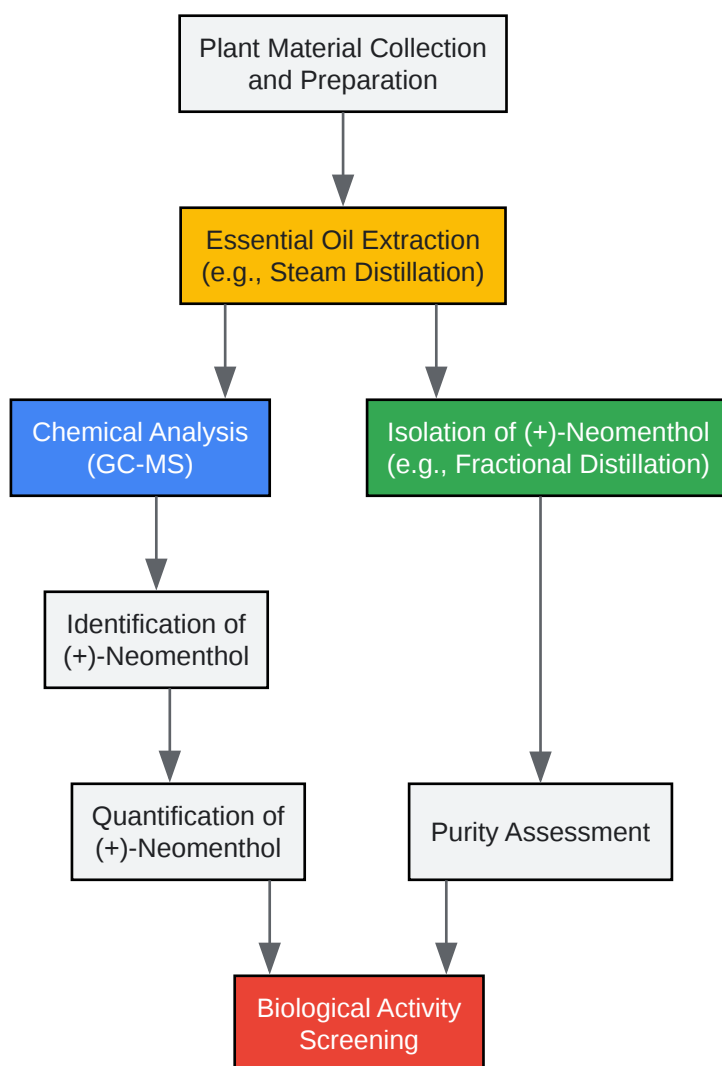 Plant Material Collection
and Preparation
Essential Oil Extraction
(e.g., Steam Distillation)
Chemical Analysis
(GC-MS)
Isolation of (+)-Neomenthol
(e.g., Fractional Distillation)
Identification of
(+)-Neomenthol
Quantification of
(+)-Neomenthol
Purity Assessment
Biological Activity
Screening